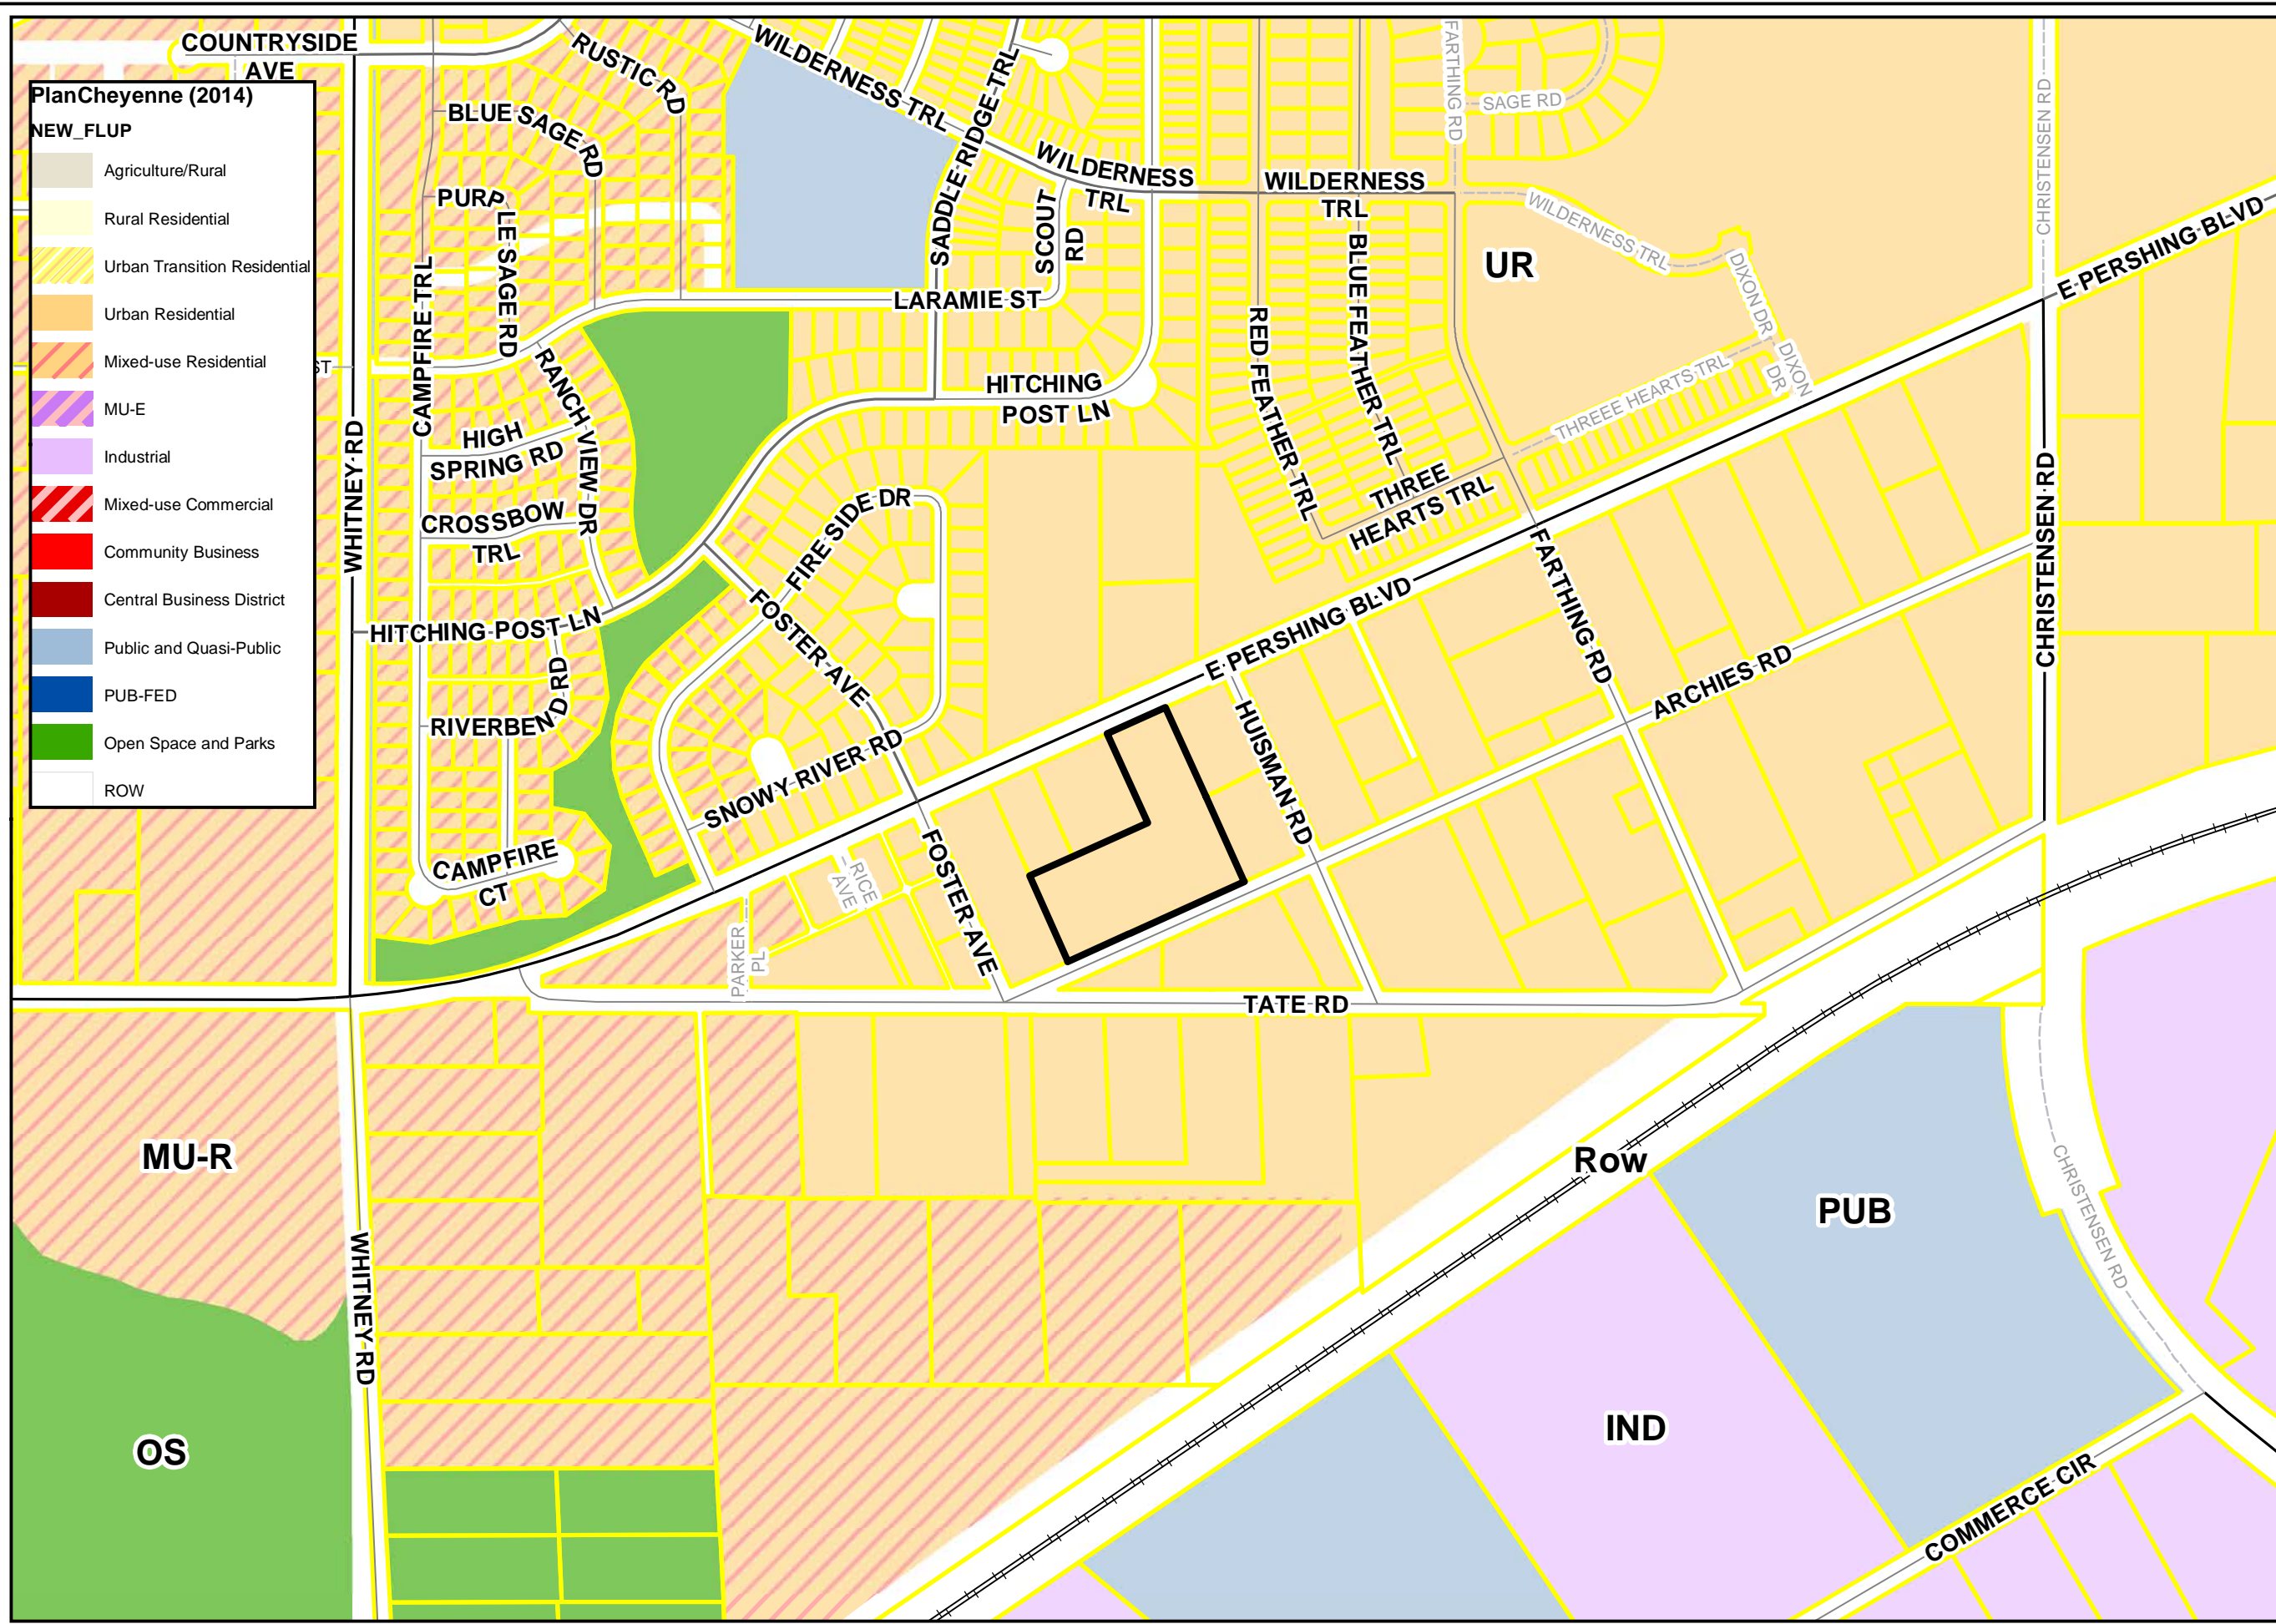 COUNTRYSIDE
AVE
PlanCheyenne (2014)
NEW_FLUP
Agriculture/Rural
Rural Residential
Urban Transition Residential
Urban Residential
Mixed-use Residential
MU-E
Industrial
Mixed-use Commercial
Community Business
Central Business District
Public and Quasi-Public
PUB-FED
Open Space and Parks
ROW
ST
RUSTIC RD
WILDERNESS TRL
SADDLE RIDGE TRL
BLUE SAGE RD
PURPLE SAGE RD
CAMPFIRE TRL
WHITNEY RD
WILDERNESS
TRL
SCOUT
RD
WILDERNESS
TRL
FARTHING RD
SAGE RD
WILDERNESS TRL
CHRISTENSEN RD
E PERSHING BLVD
UR
DIXON DR
DIXON
DR
THREEE HEARTS TRL
LARAMIE ST
BLUE FEATHER TRL
RED FEATHER TRL
HITCHING
POST LN
RANCH VIEW DR
HIGH
SPRING RD
CROSSBOW
TRL
FIRE SIDE DR
THREE
HEARTS TRL
FARTHING RD
CHRISTENSEN RD
E PERSHING BLVD
HITCHING POST LN
FOSTER AVE
RIVERBEND RD
SNOWY RIVER RD
HUISMAN RD
ARCHIES RD
CAMPFIRE
CT
RICE
AVE
FOSTER AVE
PARKER
PL
TATE RD
MU-R
Row
PUB
CHRISTENSEN RD
WHITNEY RD
OS
IND
COMMERCE CIR